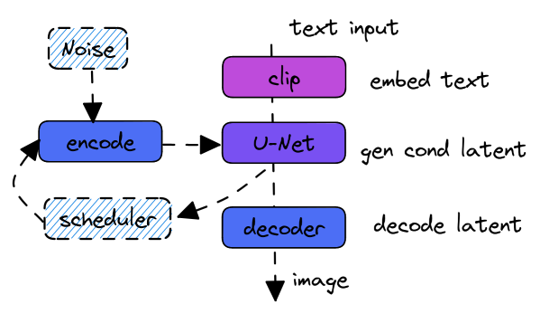 text input
Noise
clip
embed text
encode
U-Net
gen cond latent
scheduler
decoder
decode latent
image